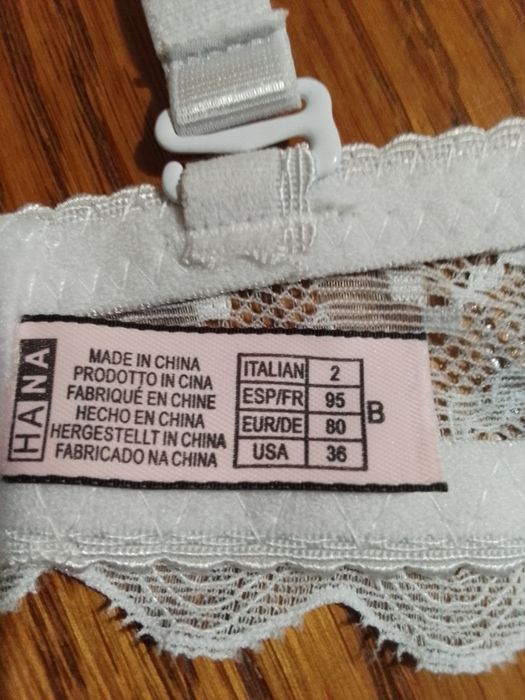 HANA
MADE IN CHINA
PRODOTTO IN CINA
FABRIQUÉ EN CHINE
HECHO EN CHINA
HERGESTELLT IN CHINA
FABRICADO NA CHINA
ITALIAN 2
ESP/FR 95
EUR/DE 80
USA 36
B